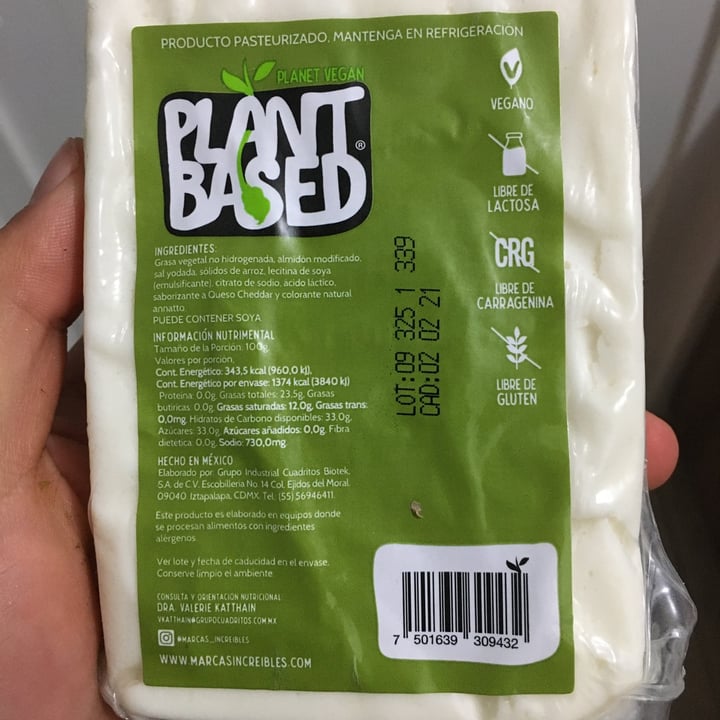 PRODUCTO PASTEURIZADO, MANTENGA EN REFRIGERACIÓN
PLANET VEGAN
PLANT
BASED®
INGREDIENTES:
Grasa vegetal no hidrogenada, almidón modificado,
sal yodada, sólidos de arroz, lecitina de soya
(emulsificante), citrato de sodio, ácido láctico,
saborizante a Queso Cheddar y colorante natural
annatto.
PUEDE CONTENER SOYA
INFORMACIÓN NUTRIMENTAL
Tamaño de la Porción: 100g
Valores por porción,
Cont. Energético: 343.5 kcal (960,0 kJ),
Cont. Energético por envase: 1374 kcal (3840 kJ)
Proteína: 0,0g, Grasas totales: 23.5g, Grasas
butíricas: 0,0g, Grasas saturadas: 12,0g, Grasas trans:
0,0mg, Hidratos de Carbono disponibles: 33,0g,
Azúcares: 33,0g, Azúcares añadidos: 0,0g, Fibra
dietética: 0,0g, Sodio: 730,0mg
HECHO EN MÉXICO
Elaborado por: Grupo Industrial Cuadritos Biotek,
S.A. de C.V. Escobillería No. 14 Col. Ejidos del Moral.
09040. Iztapalapa, CDMX. Tel: (55) 56946411.
Este producto es elaborado en equipos donde
se procesan alimentos con ingredientes
alérgenos.
Ver lote y fecha de caducidad en el envase.
Conserve limpio el ambiente
CONSULTA Y ORIENTACIÓN NUTRICIONAL
DRA. VALERIE KATTHAIN
VKATTHAIN@GRUPOCUADRITOS.COM.MX
@MARCAS_INCREIBLES
WWW.MARCASINCREIBLES.COM
LOT:09 325 1 339
CAD:02 02 21
VEGANO
LIBRE DE
LACTOSA
CRG
LIBRE DE
CARRAGENINA
LIBRE DE
GLUTEN
7 501639 309432